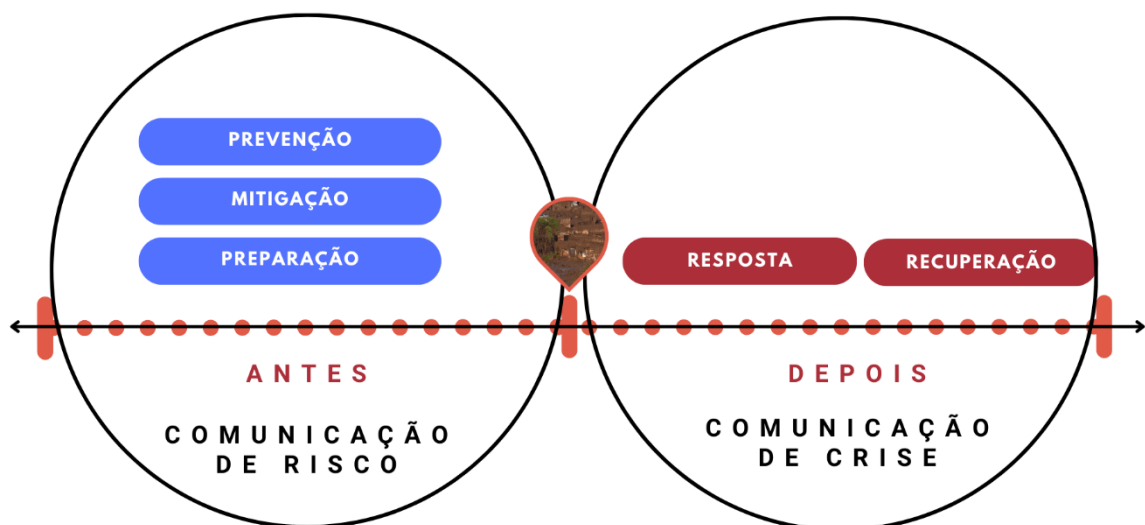 PREVENÇÃO
MITIGAÇÃO
PREPARAÇÃO
RESPOSTA
RECUPERAÇÃO
ANTES
COMUNICAÇÃO
DE RISCO
DEPOIS
COMUNICAÇÃO
DE CRISE